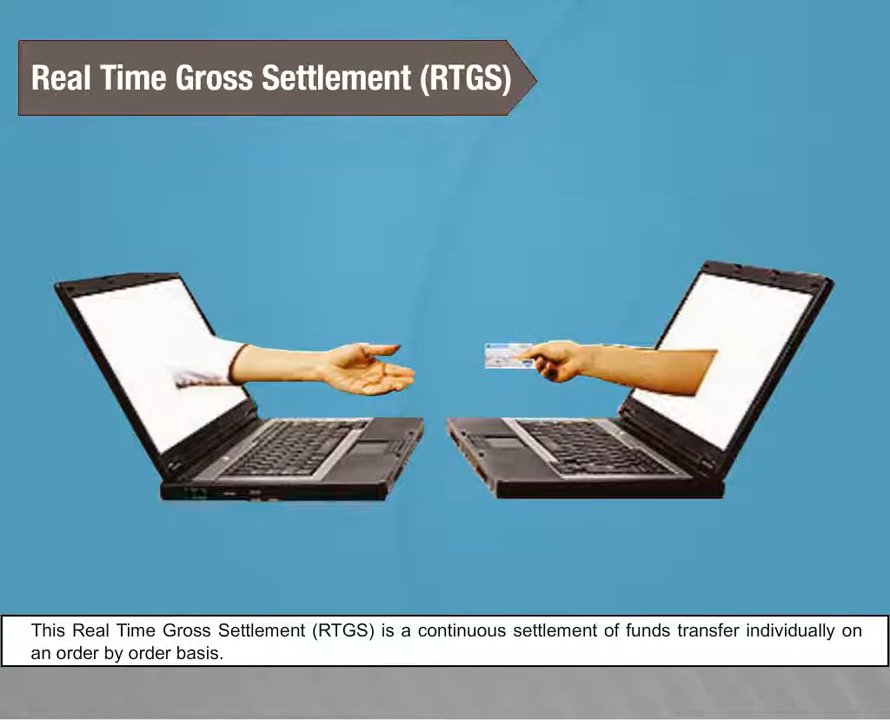 Real Time Gross Settlement (RTGS)
This Real Time Gross Settlement (RTGS) is a continuous settlement of funds transfer individually on
an order by order basis.